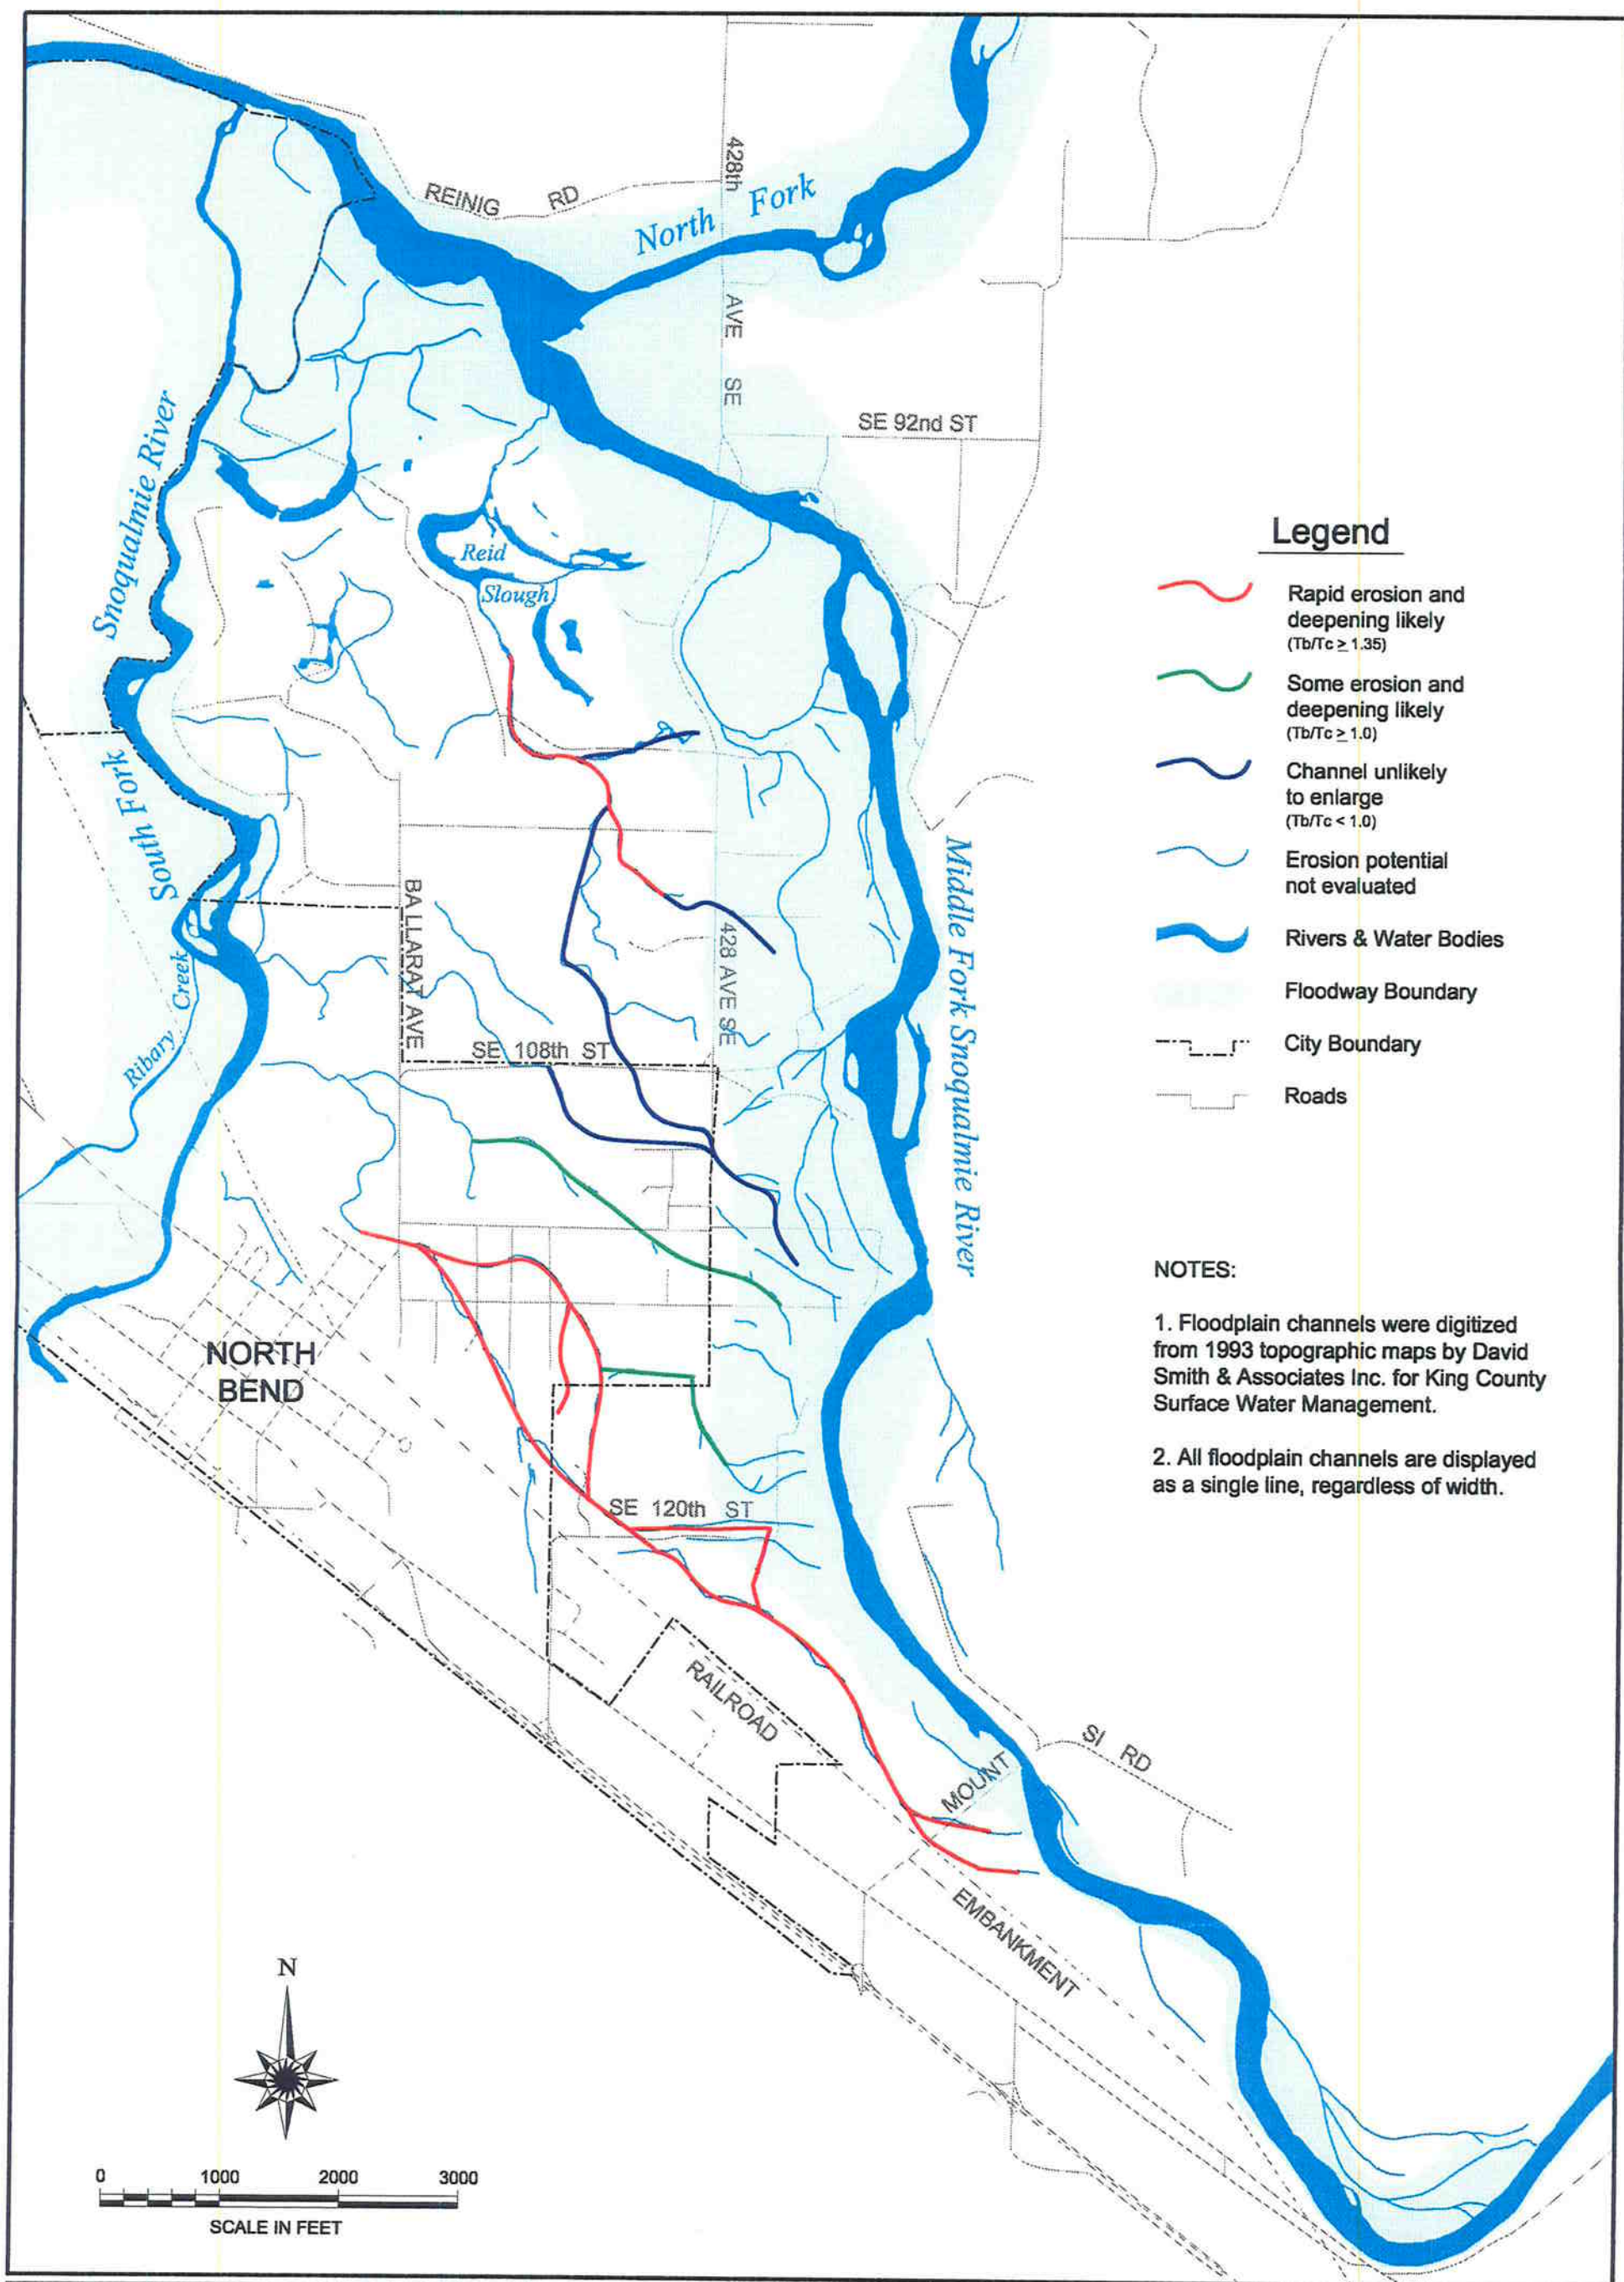 428th
REINIG RD
North Fork
AVE
SE
SE 92nd ST
Snoqualmie River
Reid
Slough
South Fork
Middle Fork Snoqualmie River
BALLARAT AVE
428 AVE SE
Ribary Creek
SE 108th ST
NORTH
BEND
SE 120th ST
RAILROAD
MOUNT
SI RD
EMBANKMENT
N
0 1000 2000 3000
SCALE IN FEET
Legend
Rapid erosion and
deepening likely
(Tb/Tc ≥ 1.35)
Some erosion and
deepening likely
(Tb/Tc ≥ 1.0)
Channel unlikely
to enlarge
(Tb/Tc < 1.0)
Erosion potential
not evaluated
Rivers & Water Bodies
Floodway Boundary
City Boundary
Roads
NOTES:
1. Floodplain channels were digitized
from 1993 topographic maps by David
Smith & Associates Inc. for King County
Surface Water Management.
2. All floodplain channels are displayed
as a single line, regardless of width.